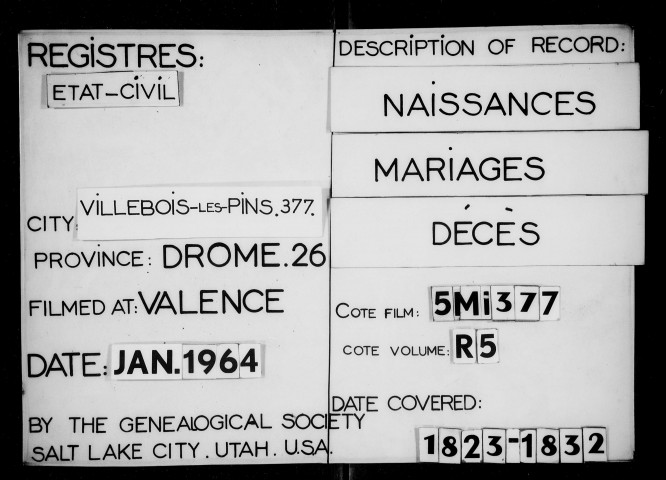 REGISTRES:
ETAT-CIVIL
CITY: VILLEBOIS-LES-PINS.377.
PROVINCE: DROME.26
FILMED AT: VALENCE
DATE: JAN.1964
BY THE GENEALOGICAL SOCIETY
SALT LAKE CITY. UTAH. U.S.A.
DESCRIPTION OF RECORD:
NAISSANCES
MARIAGES
DÉCÈS
COTE FILM: 5Mi377
COTE VOLUME: R5
DATE COVERED:
1823-1832